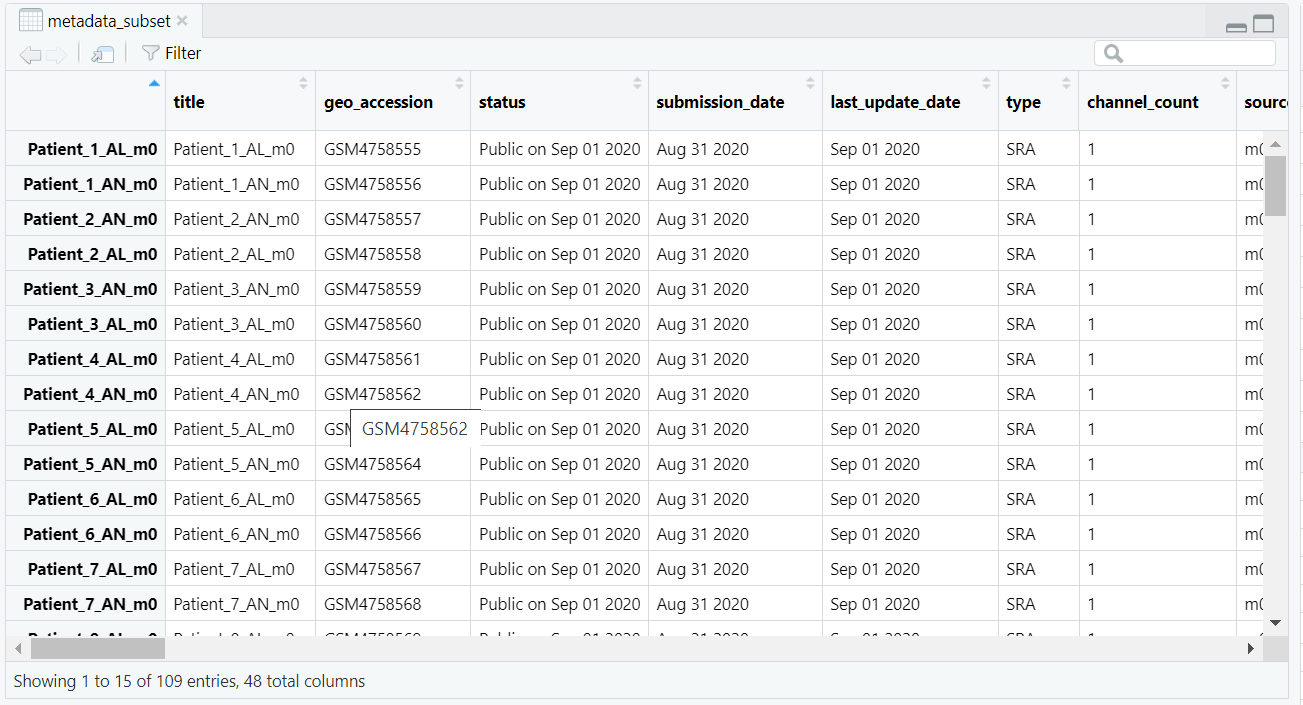 metadata_subset
Filter
title geo_accession status submission_date last_update_date type channel_count sourc
Patient_1_AL_m0 Patient_1_AL_m0 GSM4758555 Public on Sep 01 2020 Aug 31 2020 Sep 01 2020 SRA 1 m0
Patient_1_AN_m0 Patient_1_AN_m0 GSM4758556 Public on Sep 01 2020 Aug 31 2020 Sep 01 2020 SRA 1 m0
Patient_2_AN_m0 Patient_2_AN_m0 GSM4758557 Public on Sep 01 2020 Aug 31 2020 Sep 01 2020 SRA 1 m0
Patient_2_AL_m0 Patient_2_AL_m0 GSM4758558 Public on Sep 01 2020 Aug 31 2020 Sep 01 2020 SRA 1 m0
Patient_3_AN_m0 Patient_3_AN_m0 GSM4758559 Public on Sep 01 2020 Aug 31 2020 Sep 01 2020 SRA 1 m0
Patient_3_AL_m0 Patient_3_AL_m0 GSM4758560 Public on Sep 01 2020 Aug 31 2020 Sep 01 2020 SRA 1 m0
Patient_4_AL_m0 Patient_4_AL_m0 GSM4758561 Public on Sep 01 2020 Aug 31 2020 Sep 01 2020 SRA 1 m0
Patient_4_AN_m0 Patient_4_AN_m0 GSM4758562 Public on Sep 01 2020 Aug 31 2020 Sep 01 2020 SRA 1 m0
Patient_5_AL_m0 Patient_5_AL_m0 GSM4758562 Public on Sep 01 2020 Aug 31 2020 Sep 01 2020 SRA 1 m0
Patient_5_AN_m0 Patient_5_AN_m0 GSM4758564 Public on Sep 01 2020 Aug 31 2020 Sep 01 2020 SRA 1 m0
Patient_6_AL_m0 Patient_6_AL_m0 GSM4758565 Public on Sep 01 2020 Aug 31 2020 Sep 01 2020 SRA 1 m0
Patient_6_AN_m0 Patient_6_AN_m0 GSM4758566 Public on Sep 01 2020 Aug 31 2020 Sep 01 2020 SRA 1 m0
Patient_7_AL_m0 Patient_7_AL_m0 GSM4758567 Public on Sep 01 2020 Aug 31 2020 Sep 01 2020 SRA 1 m0
Patient_7_AN_m0 Patient_7_AN_m0 GSM4758568 Public on Sep 01 2020 Aug 31 2020 Sep 01 2020 SRA 1 m0
Showing 1 to 15 of 109 entries, 48 total columns